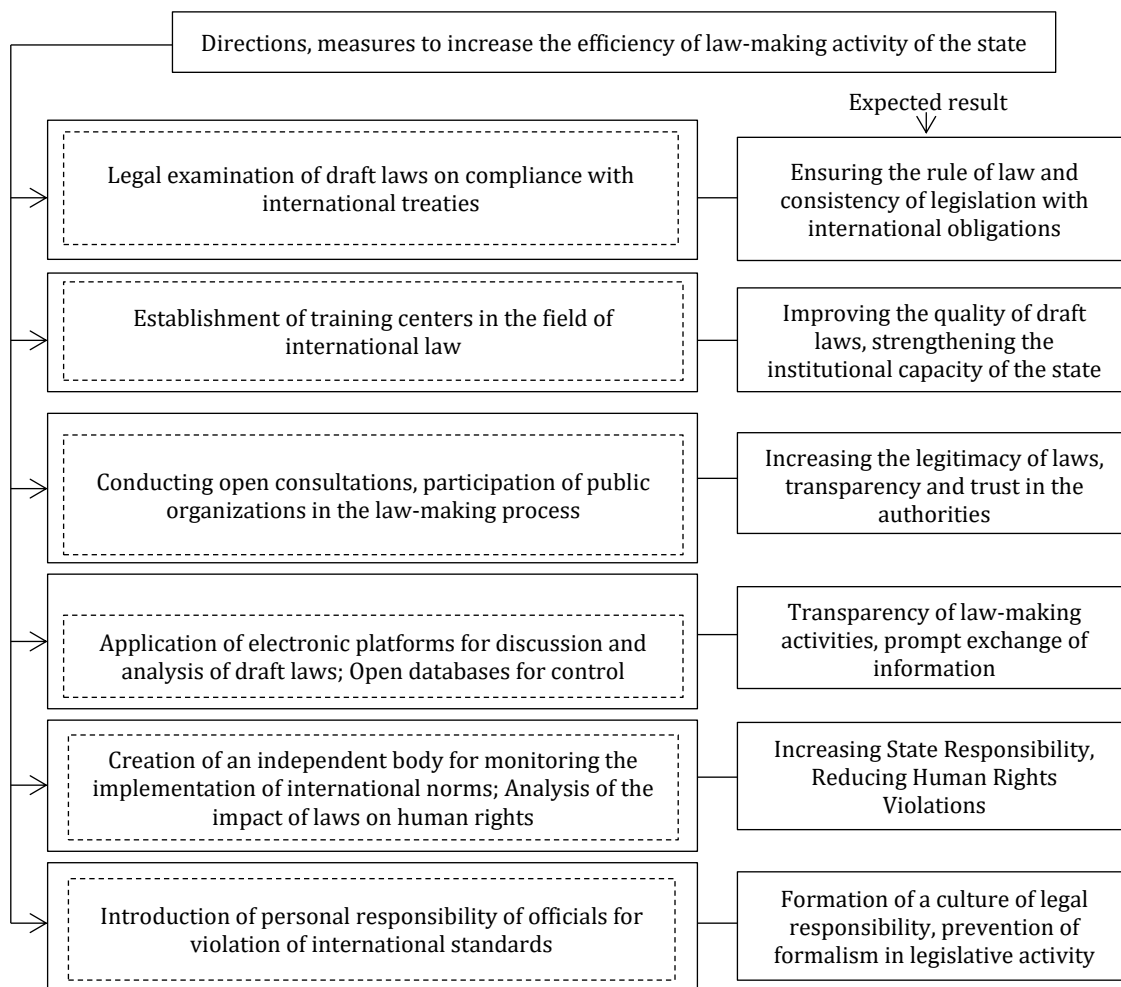 Directions, measures to increase the efficiency of law-making activity of the state
Expected result
Legal examination of draft laws on compliance with
international treaties
Ensuring the rule of law and
consistency of legislation with
international obligations
Establishment of training centers in the field of
international law
Improving the quality of draft
laws, strengthening the
institutional capacity of the state
Conducting open consultations, participation of public
organizations in the law-making process
Increasing the legitimacy of laws,
transparency and trust in the
authorities
Application of electronic platforms for discussion and
analysis of draft laws; Open databases for control
Transparency of law-making
activities, prompt exchange of
information
Creation of an independent body for monitoring the
implementation of international norms; Analysis of the
impact of laws on human rights
Increasing State Responsibility,
Reducing Human Rights
Violations
Introduction of personal responsibility of officials for
violation of international standards
Formation of a culture of legal
responsibility, prevention of
formalism in legislative activity